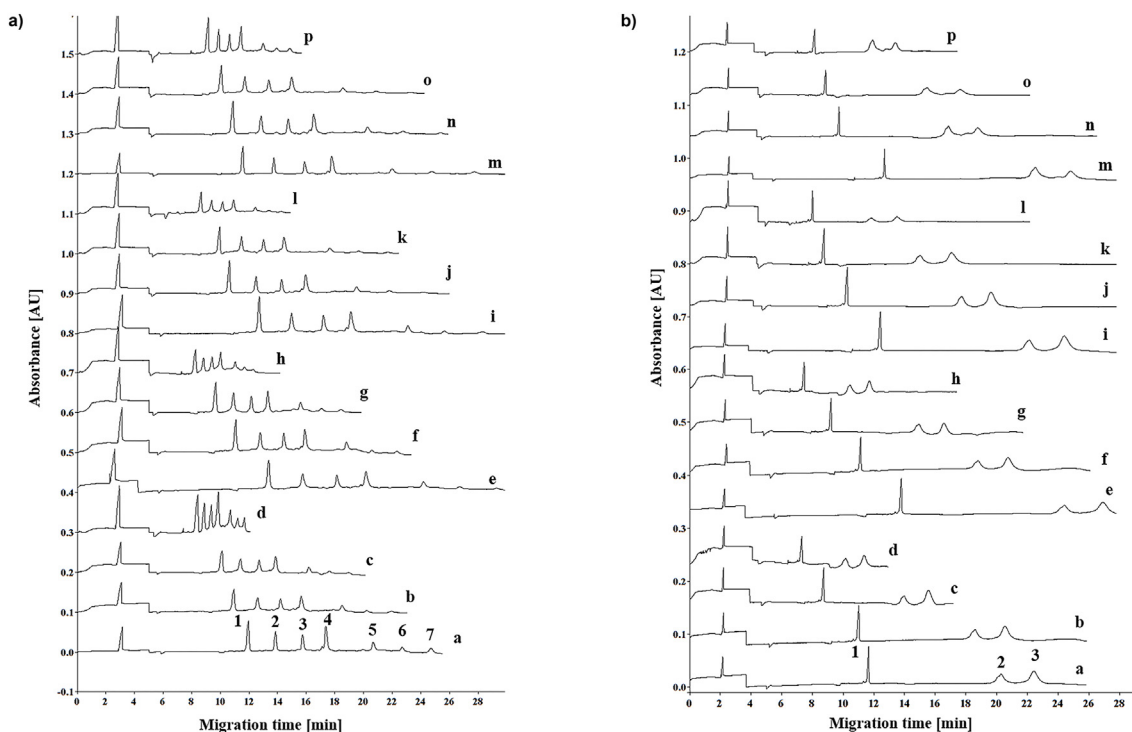 a)
1.5
1.4
1.3
1.2
1.1
1.0
0.9
0.8
0.7
0.6
0.5
0.4
0.3
0.2
0.1
0.0
-0.1
Absorbance [AU]
p
o
n
m
l
k
j
i
h
g
f
e
d
c
b
1 2 3 4 5 6 7 a
0 2 4 6 8 10 12 14 16 18 20 22 24 26 28
Migration time [min]
b)
1.2
1.1
1.0
0.9
0.8
0.7
0.6
0.5
0.4
0.3
0.2
0.1
0.0
Absorbance [AU]
p
o
n
m
l
k
j
i
h
g
f
e
d
c
b
1 2 3
a
0 2 4 6 8 10 12 14 16 18 20 22 24 26 28
Migration time [min]